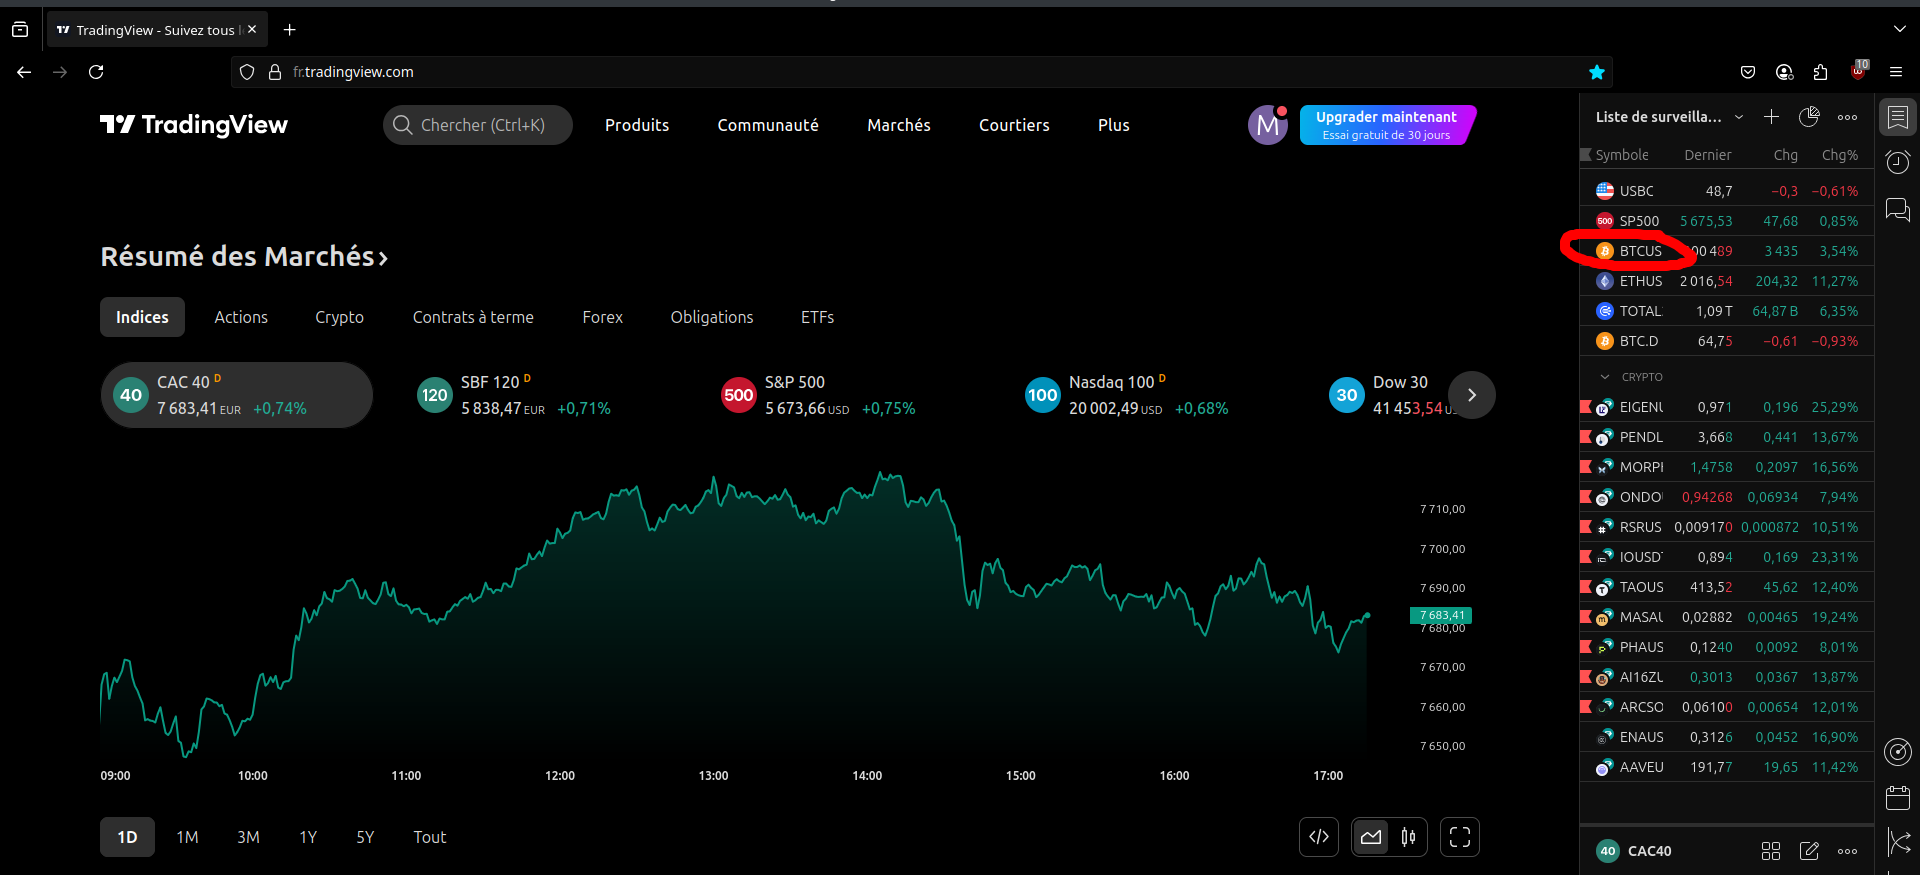 TradingView - Suivez tous l
fr.tradingview.com
10
TradingView
Chercher (Ctrl+K)
Produits
Communauté
Marchés
Courtiers
Plus
M
Upgrader maintenant
Essai gratuit de 30 jours
Résumé des Marchés
Indices
Actions
Crypto
Contrats à terme
Forex
Obligations
ETFs
40
CAC 40 D
7 683,41 EUR +0,74%
120
SBF 120 D
5 838,47 EUR +0,71%
500
S&P 500
5 673,66 USD +0,75%
100
Nasdaq 100 D
20 002,49 USD +0,68%
30
Dow 30
41 453,54
7 710,00
7 700,00
7 690,00
7 683,41
7 680,00
7 670,00
7 660,00
7 650,00
09:00 10:00 11:00 12:00 13:00 14:00 15:00 16:00 17:00
1D 1M 3M 1Y 5Y Tout
Liste de surveilla...
Symbole Dernier Chg Chg%
USBC 48,7 −0,3 −0,61%
500 SP500 5 675,53 47,68 0,85%
BTCUS 00 489 3 435 3,54%
ETHUS 2 016,54 204,32 11,27%
TOTAL 1,09 T 64,87 B 6,35%
BTC.D 64,75 −0,61 −0,93%
CRYPTO
EIGENU 0,971 0,196 25,29%
PENDL 3,668 0,441 13,67%
MORPH 1,4758 0,2097 16,56%
ONDO 0,94268 0,06934 7,94%
RSRUS 0,009170 0,000872 10,51%
IOUSDT 0,894 0,169 23,31%
TAOUS 413,52 45,62 12,40%
MASAU 0,02882 0,00465 19,24%
PHAUS 0,1240 0,0092 8,01%
AI16ZU 0,3013 0,0367 13,87%
ARCSO 0,06100 0,00654 12,01%
ENAUS 0,3126 0,0452 16,90%
AAVEU 191,77 19,65 11,42%
40 CAC40